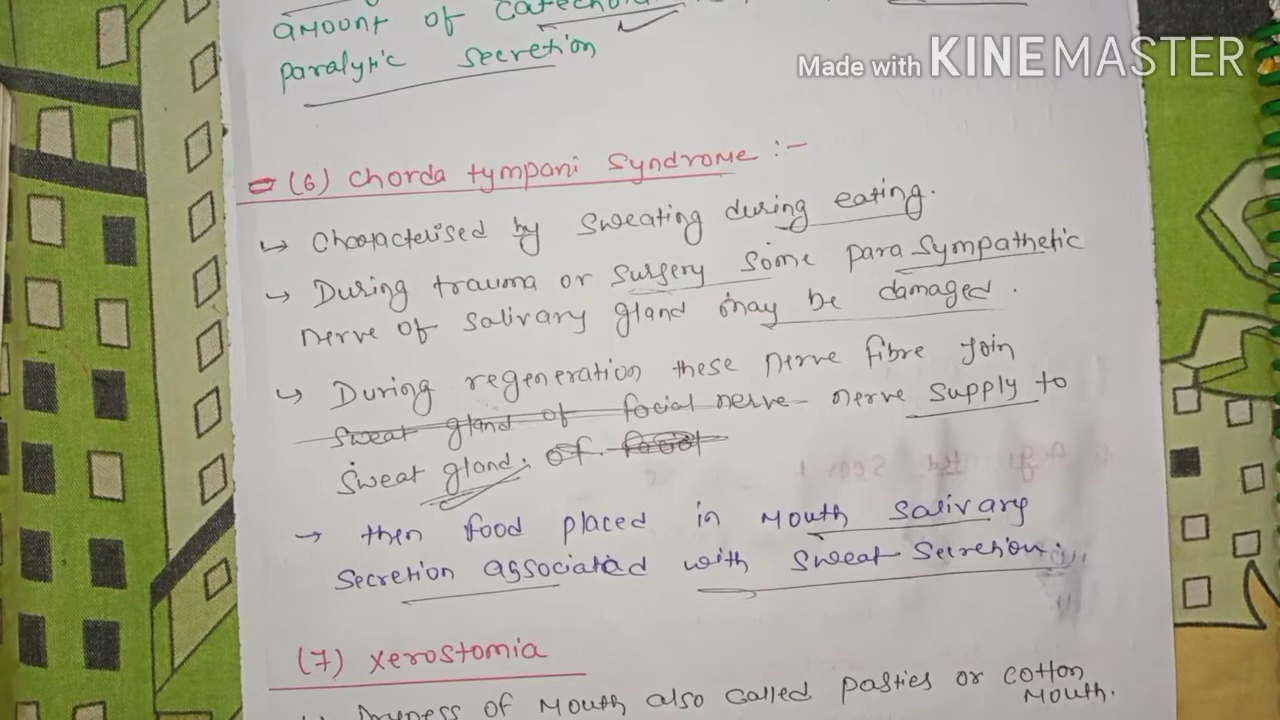 amount of
Made with KINEMASTER
paralytic secretion
(6) Chorda tympani Syndrome :-
↳ Characterised by sweating during eating.
→ During trauma or surgery some para sympathetic
nerve of salivary gland may be damaged.
↳ During regeneration these nerve fibre join
sweat gland of facial nerve nerve supply to
sweat gland. of
→ then food placed in mouth salivary
secretion associated with sweat secretion.
(7) Xerostomia
Dryness of mouth also called pasties or cotton
mouth.